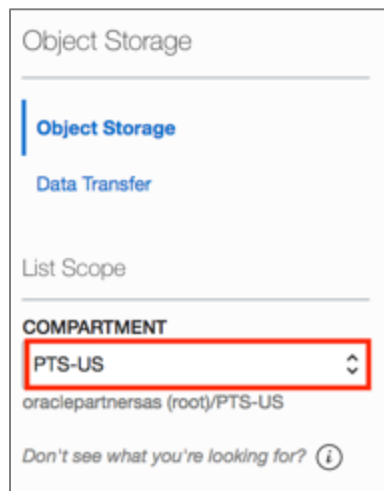 Object Storage
Object Storage
Data Transfer
List Scope
COMPARTMENT
PTS-US
oraclepartnersas (root)/PTS-US
Don't see what you're looking for?